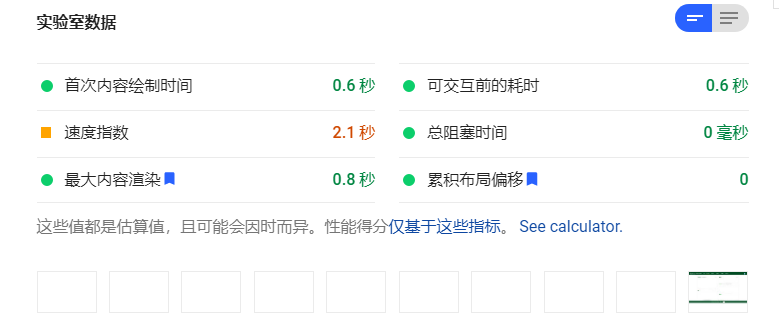 实验室数据
首次内容绘制时间 0.6 秒 可交互前的耗时 0.6 秒
速度指数 2.1 秒 总阻塞时间 0 毫秒
最大内容渲染 0.8 秒 累积布局偏移 0
这些值都是估算值，且可能会因时而异。性能得分仅基于这些指标。 See calculator.